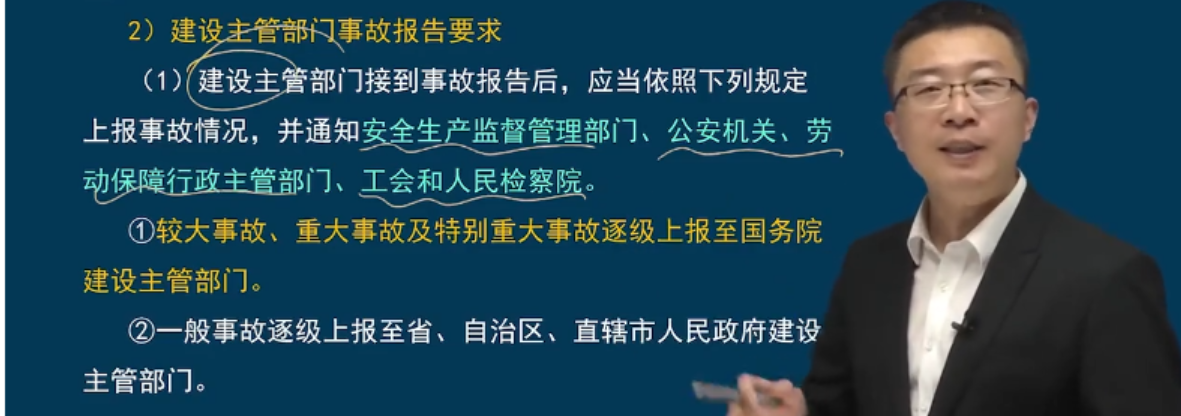 2）建设主管部门事故报告要求
（1）建设主管部门接到事故报告后，应当依照下列规定
上报事故情况，并通知安全生产监督管理部门、公安机关、劳
动保障行政主管部门、工会和人民检察院。
①较大事故、重大事故及特别重大事故逐级上报至国务院
建设主管部门。
②一般事故逐级上报至省、自治区、直辖市人民政府建设
主管部门。